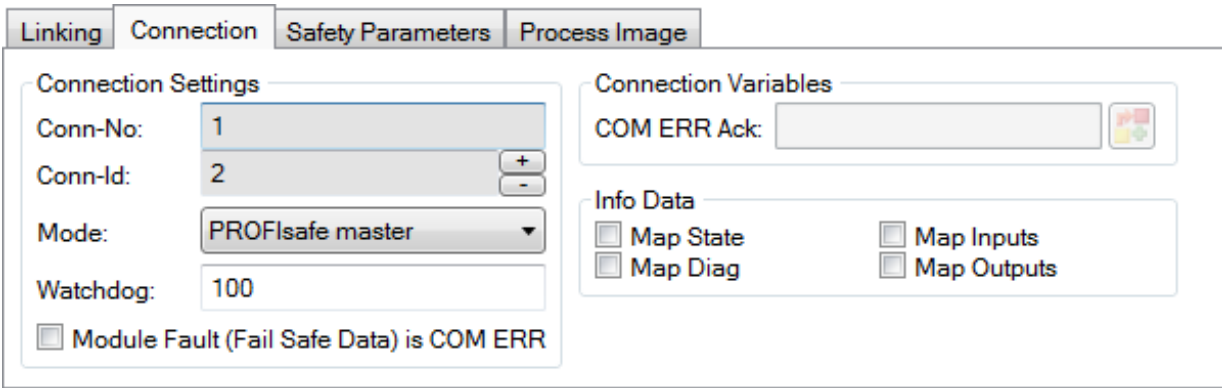 Linking Connection Safety Parameters Process Image
Connection Settings
Conn-No: 1
Conn-Id: 2
+
-
Mode: PROFIsafe master
Watchdog: 100
Module Fault (Fail Safe Data) is COM ERR
Connection Variables
COM ERR Ack:
Info Data
Map State Map Inputs
Map Diag Map Outputs